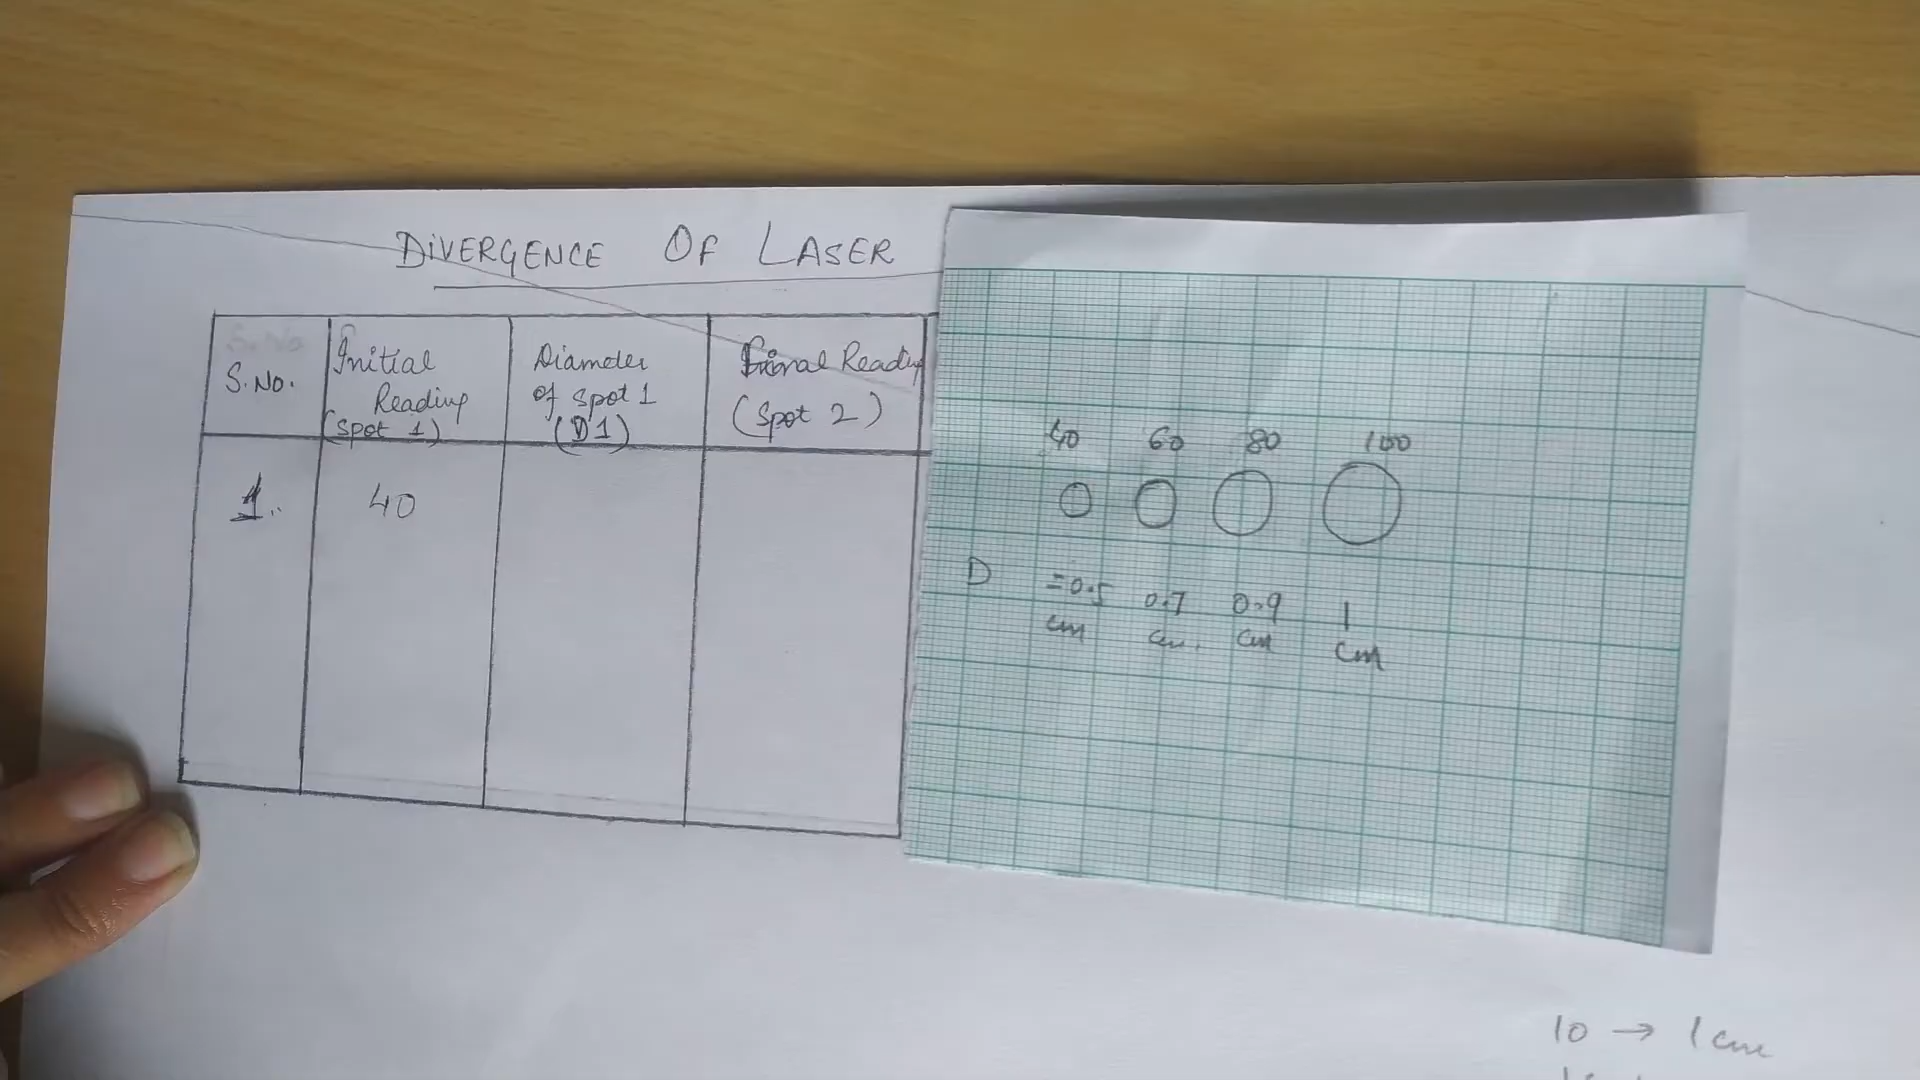 DIVERGENCE OF LASER
S.No.
Initial
Reading
(Spot 1)
Diameter
of spot 1
(D1)
Final Reading
(Spot 2)
1.
40
40 60 80 100
D =0.5 0.7 0.9 1
cm cm. cm cm
10 → 1 cm